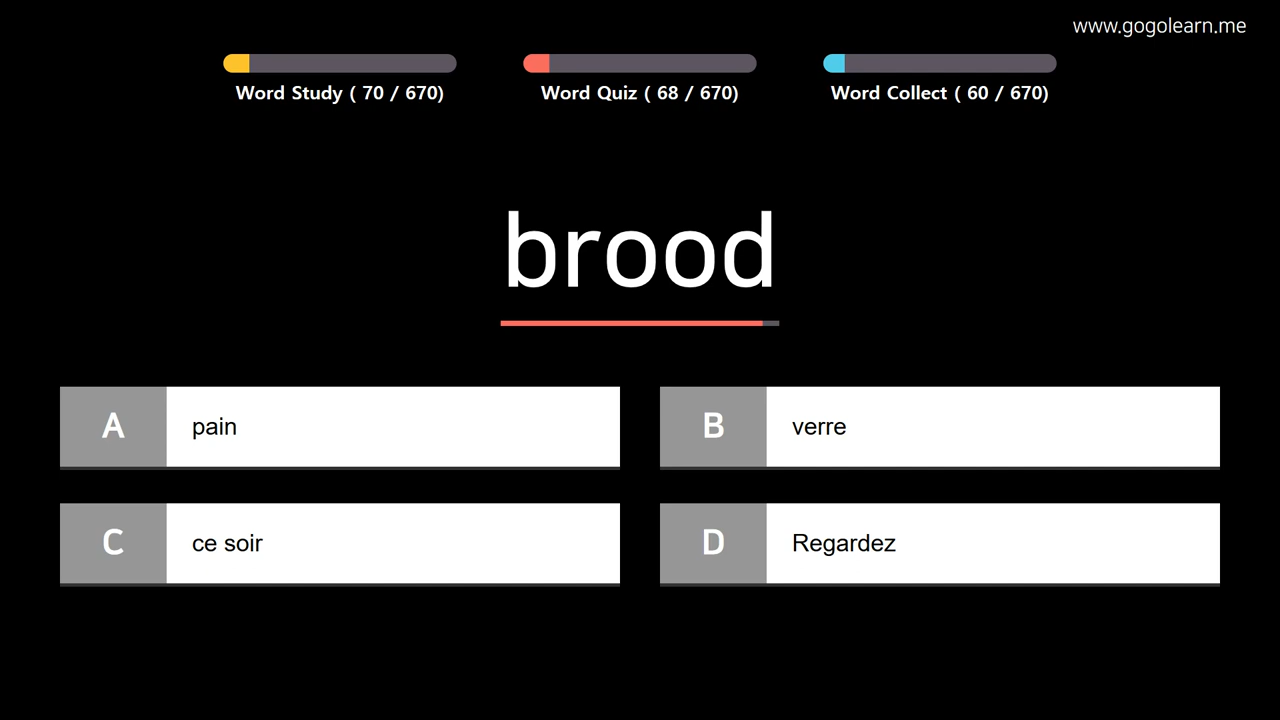 www.gogolearn.me
Word Study ( 70 / 670)
Word Quiz ( 68 / 670)
Word Collect ( 60 / 670)
brood
A pain
B verre
C ce soir
D Regardez